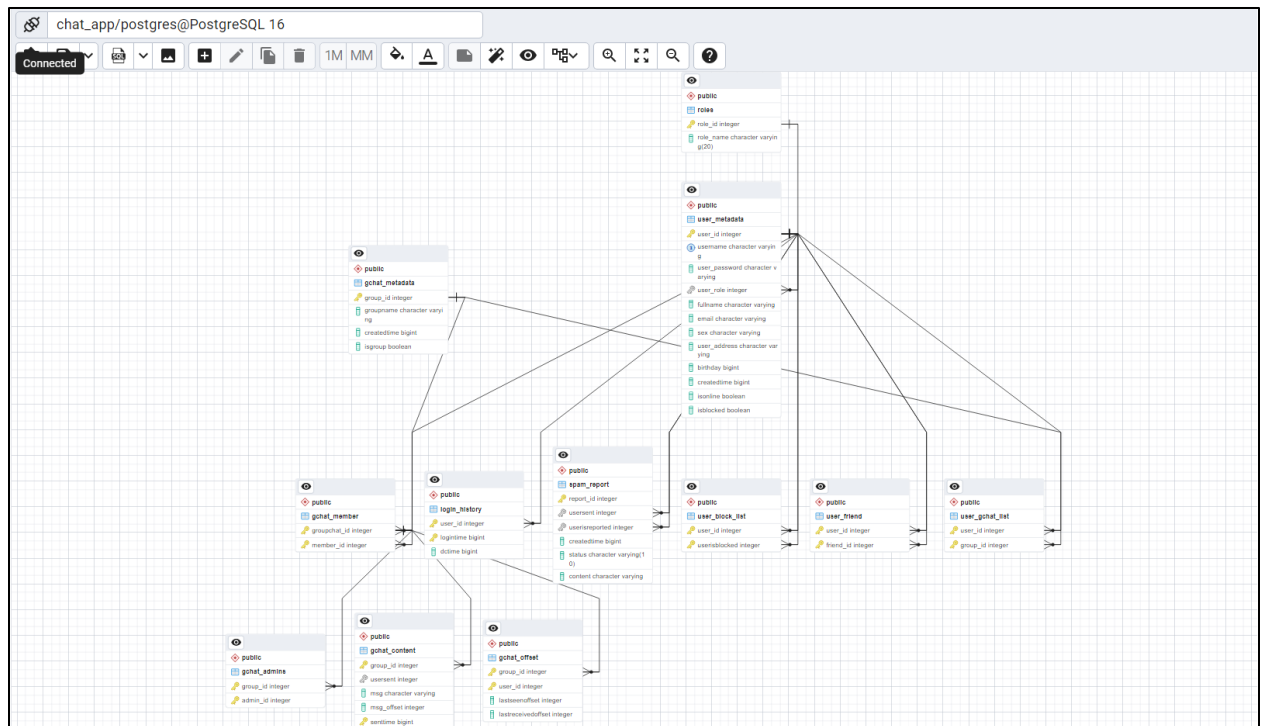 chat_app/postgres@PostgreSQL 16
SQL
1M
MM
A
Connected
public
roles
role_id integer
role_name character varyin
g(20)
public
user_metadata
user_id integer
username character varyin
g
user_password character v
arying
user_role integer
fullname character varying
email character varying
sex character varying
user_address character var
ying
birthday bigint
createdtime bigint
isonline boolean
isblocked boolean
public
gchat_metadata
group_id integer
groupname character varyi
ng
createdtime bigint
isgroup boolean
public
gchat_member
groupchat_id integer
member_id integer
public
login_history
user_id integer
logintime bigint
dctime bigint
public
spam_report
report_id integer
usersent integer
userisreported integer
createdtime bigint
status character varying(1
0)
content character varying
public
user_block_list
user_id integer
userisblocked integer
public
user_friend
user_id integer
friend_id integer
public
user_gchat_list
user_id integer
group_id integer
public
gchat_admins
group_id integer
admin_id integer
public
gchat_content
group_id integer
usersent integer
msg character varying
msg_offset integer
senttime bigint
public
gchat_offset
group_id integer
user_id integer
lastseenoffset integer
lastreceivedoffset integer